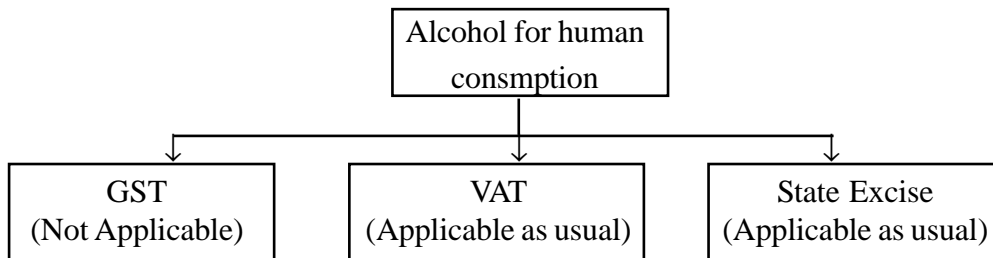 Alcohol for human
consmption
GST
(Not Applicable)
VAT
(Applicable as usual)
State Excise
(Applicable as usual)